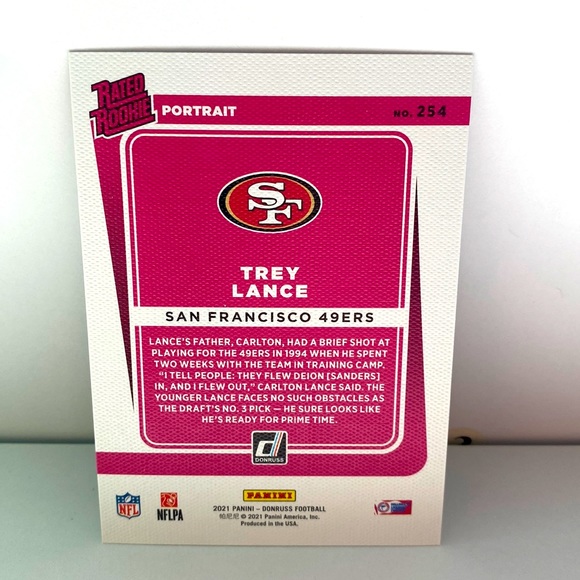 RATED
ROOKIE
PORTRAIT
NO. 254
SF
TREY
LANCE
SAN FRANCISCO 49ERS
LANCE'S FATHER, CARLTON, HAD A BRIEF SHOT AT
PLAYING FOR THE 49ERS IN 1994 WHEN HE SPENT
TWO WEEKS WITH THE TEAM IN TRAINING CAMP.
"I TELL PEOPLE: THEY FLEW DEION [SANDERS]
IN, AND I FLEW OUT," CARLTON LANCE SAID. THE
YOUNGER LANCE FACES NO SUCH OBSTACLES AS
THE DRAFT'S NO. 3 PICK — HE SURE LOOKS LIKE
HE'S READY FOR PRIME TIME.
DONRUSS
NFL
NFLPA
PANINI
2021 PANINI – DONRUSS FOOTBALL
帕尼尼 © 2021 Panini America, Inc.
Produced in the USA.